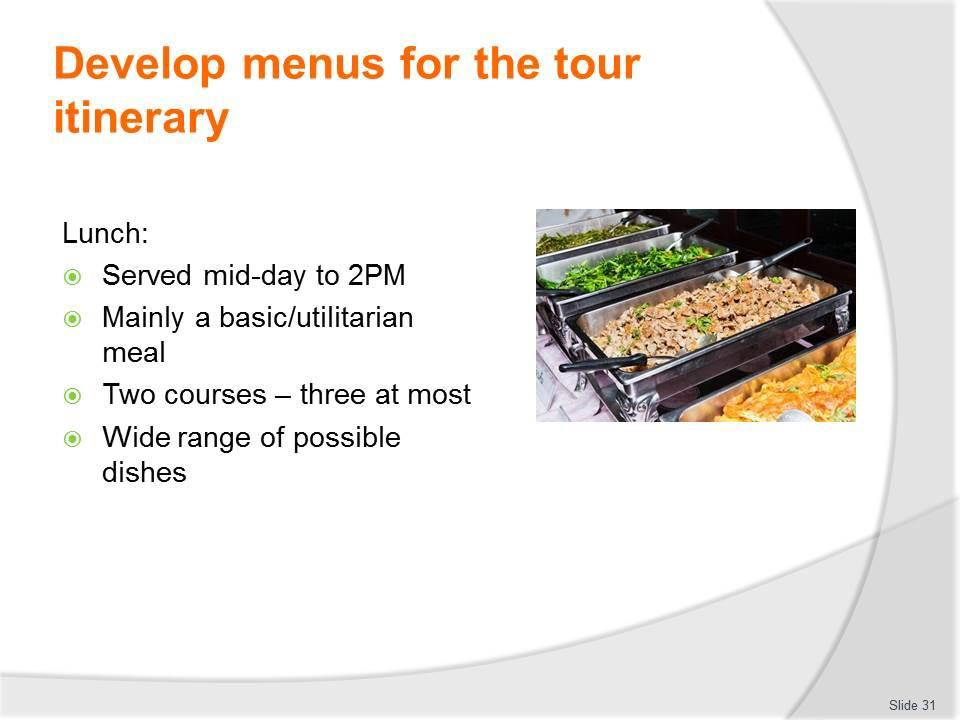 Develop menus for the tour
itinerary
Lunch:
Served mid-day to 2PM
Mainly a basic/utilitarian
meal
Two courses – three at most
Wide range of possible
dishes
Slide 31